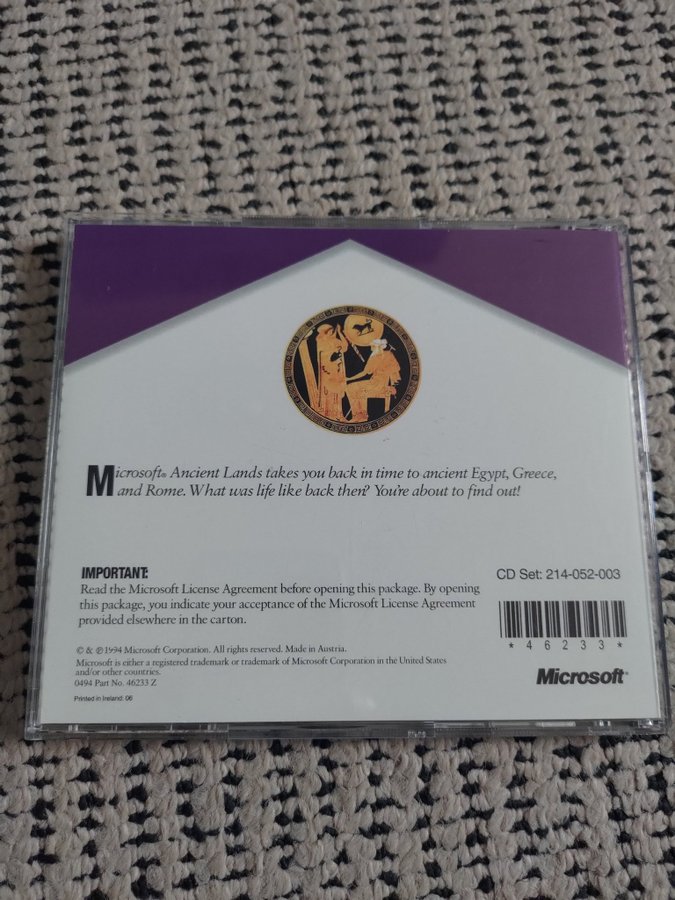 Microsoft® Ancient Lands takes you back in time to ancient Egypt, Greece,
and Rome. What was life like back then? You're about to find out!
IMPORTANT:
Read the Microsoft License Agreement before opening this package. By opening
this package, you indicate your acceptance of the Microsoft License Agreement
provided elsewhere in the carton.
CD Set: 214-052-003
*46233*
© & ℗ 1994 Microsoft Corporation. All rights reserved. Made in Austria.
Microsoft is either a registered trademark or trademark of Microsoft Corporation in the United States
and/or other countries.
0494 Part No. 46233 Z
Printed in Ireland: 06
Microsoft®